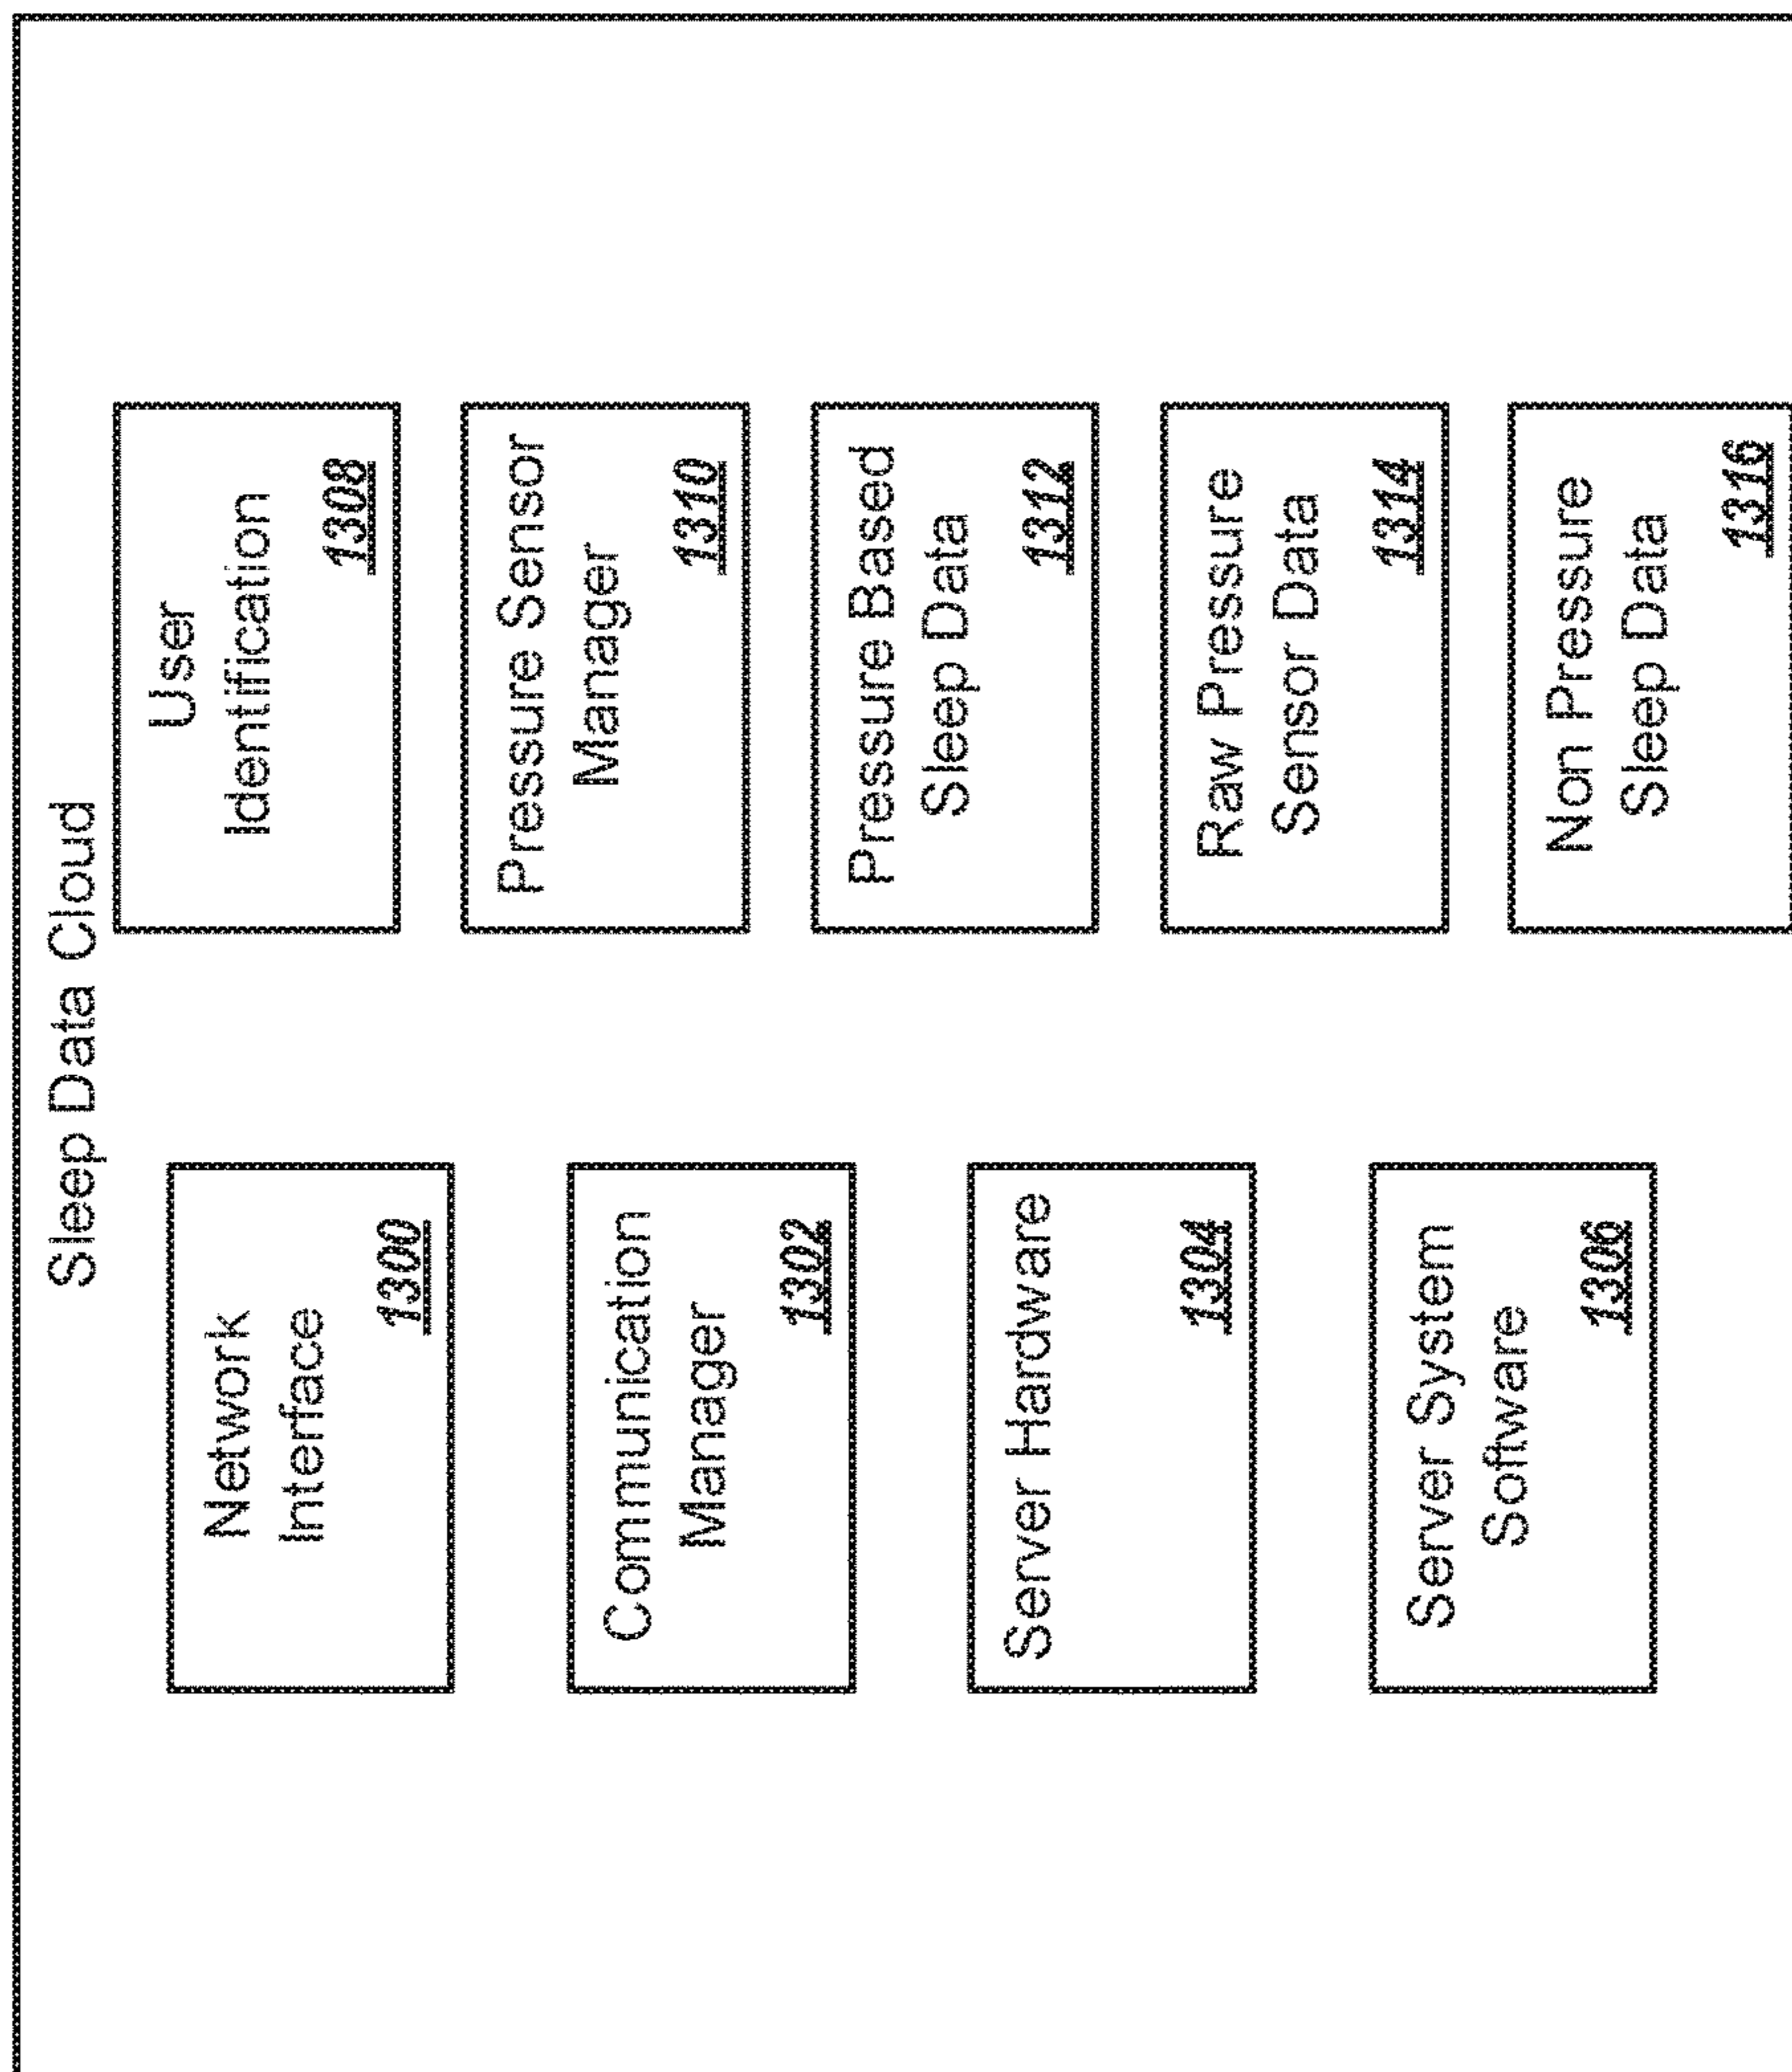 Sleep Data Cloud
Network
Interface
1300
Communication
Manager
1302
Server Hardware
1304
Server System
Software
1306
User
Identification
1308
Pressure Sensor
Manager
1310
Pressure Based
Sleep Data
1312
Raw Pressure
Sensor Data
1314
Non Pressure
Sleep Data
1316